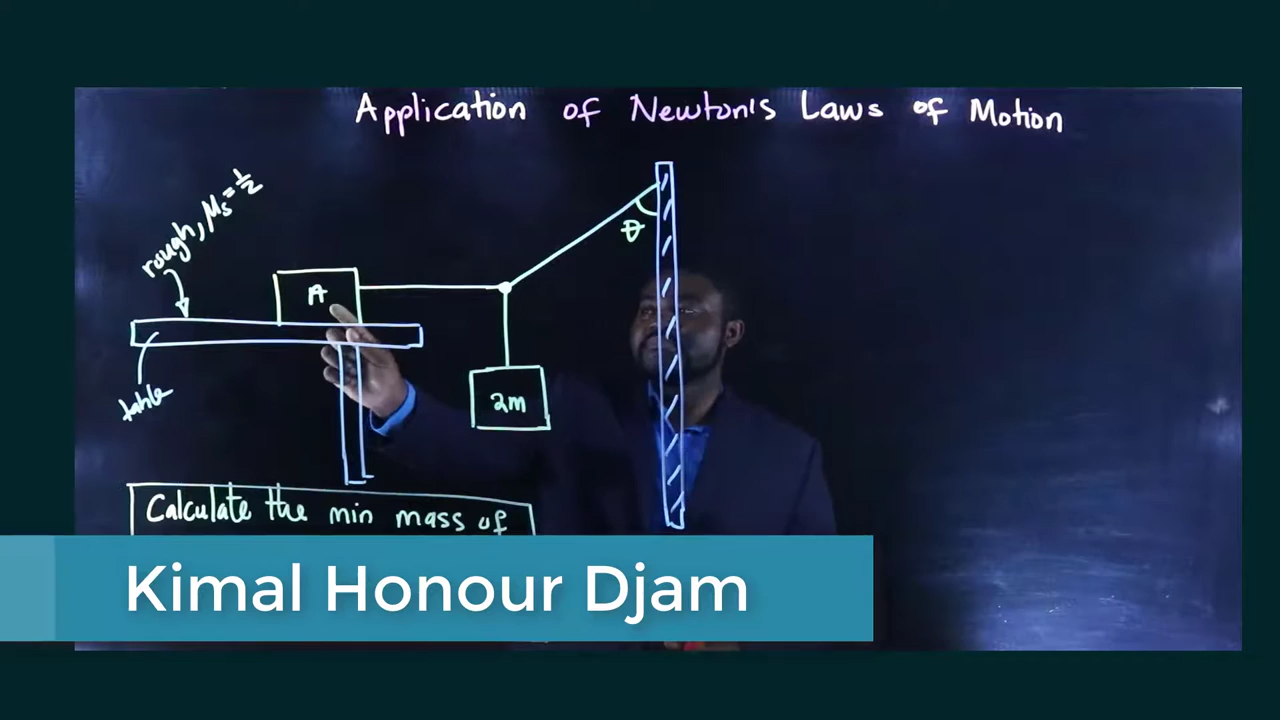 Application of Newton's Laws of Motion
rough, μs = 1/2
θ
A
table
2m
Calculate the min mass of
Kimal Honour Djam